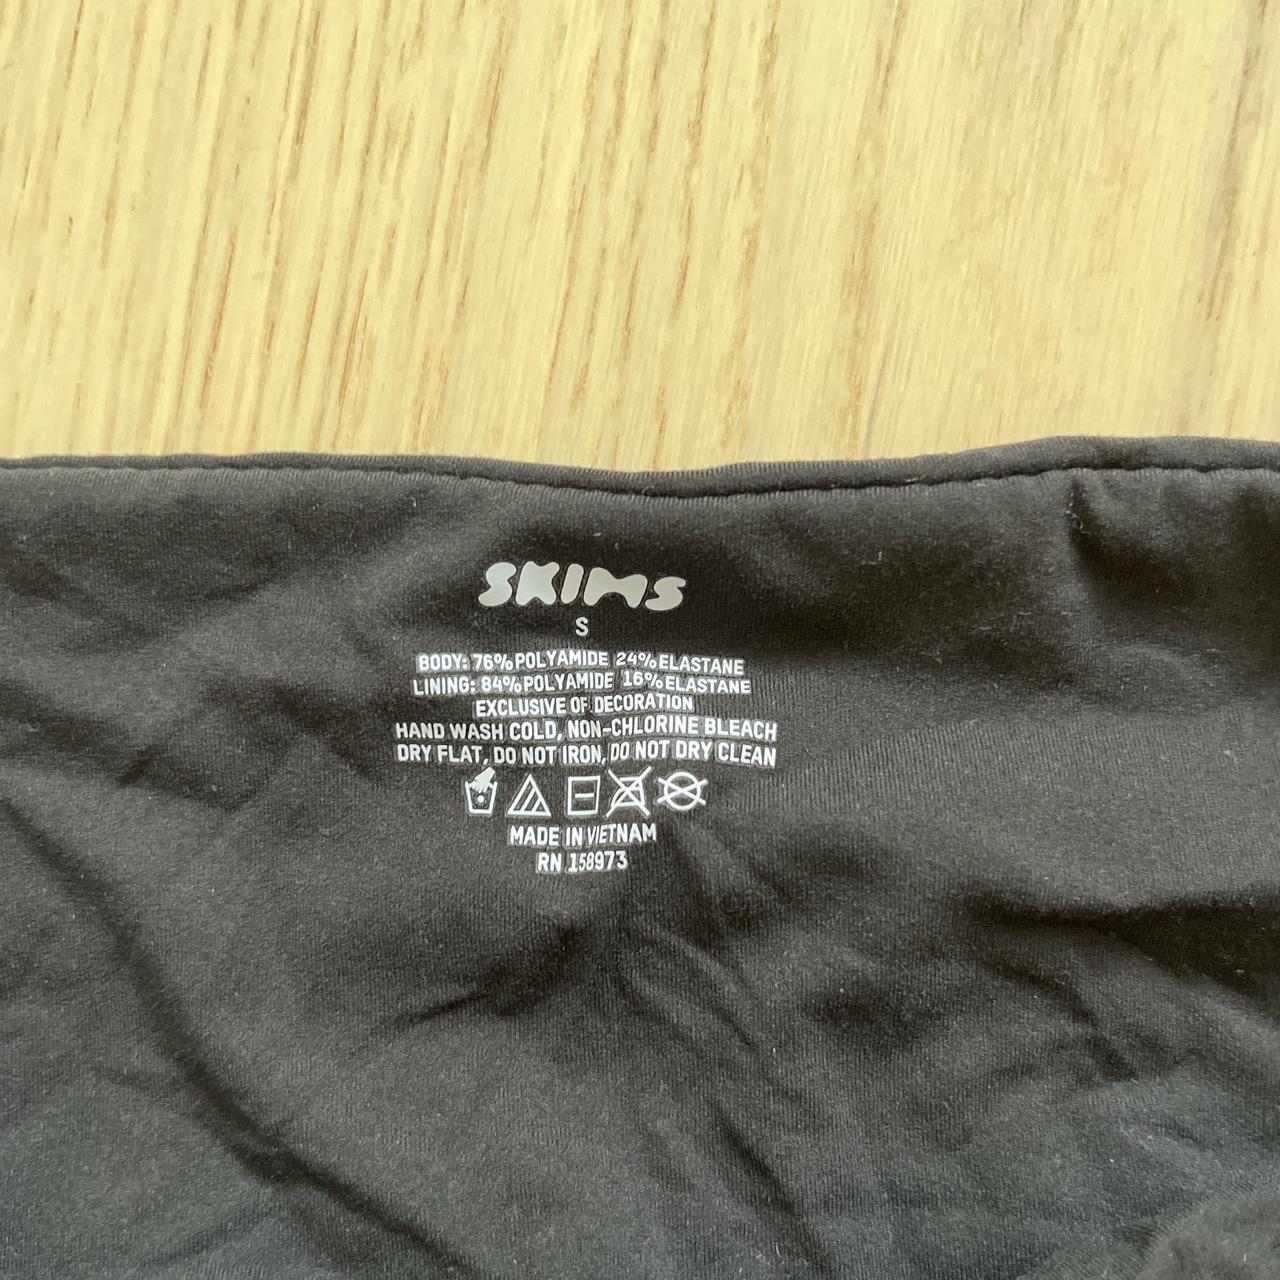 SKIMS
S
BODY: 76% POLYAMIDE 24% ELASTANE
LINING: 84% POLYAMIDE 16% ELASTANE
EXCLUSIVE OF DECORATION
HAND WASH COLD, NON-CHLORINE BLEACH
DRY FLAT, DO NOT IRON, DO NOT DRY CLEAN
MADE IN VIETNAM
RN 158973